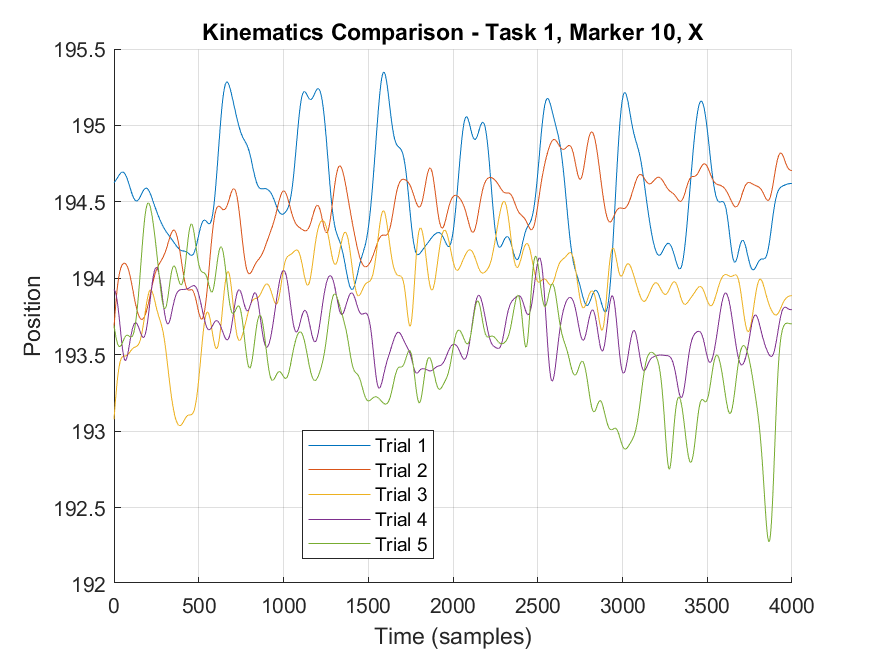 Kinematics Comparison - Task 1, Marker 10, X
195.5
195
194.5
194
193.5
193
192.5
192
Position
Trial 1
Trial 2
Trial 3
Trial 4
Trial 5
0 500 1000 1500 2000 2500 3000 3500 4000
Time (samples)